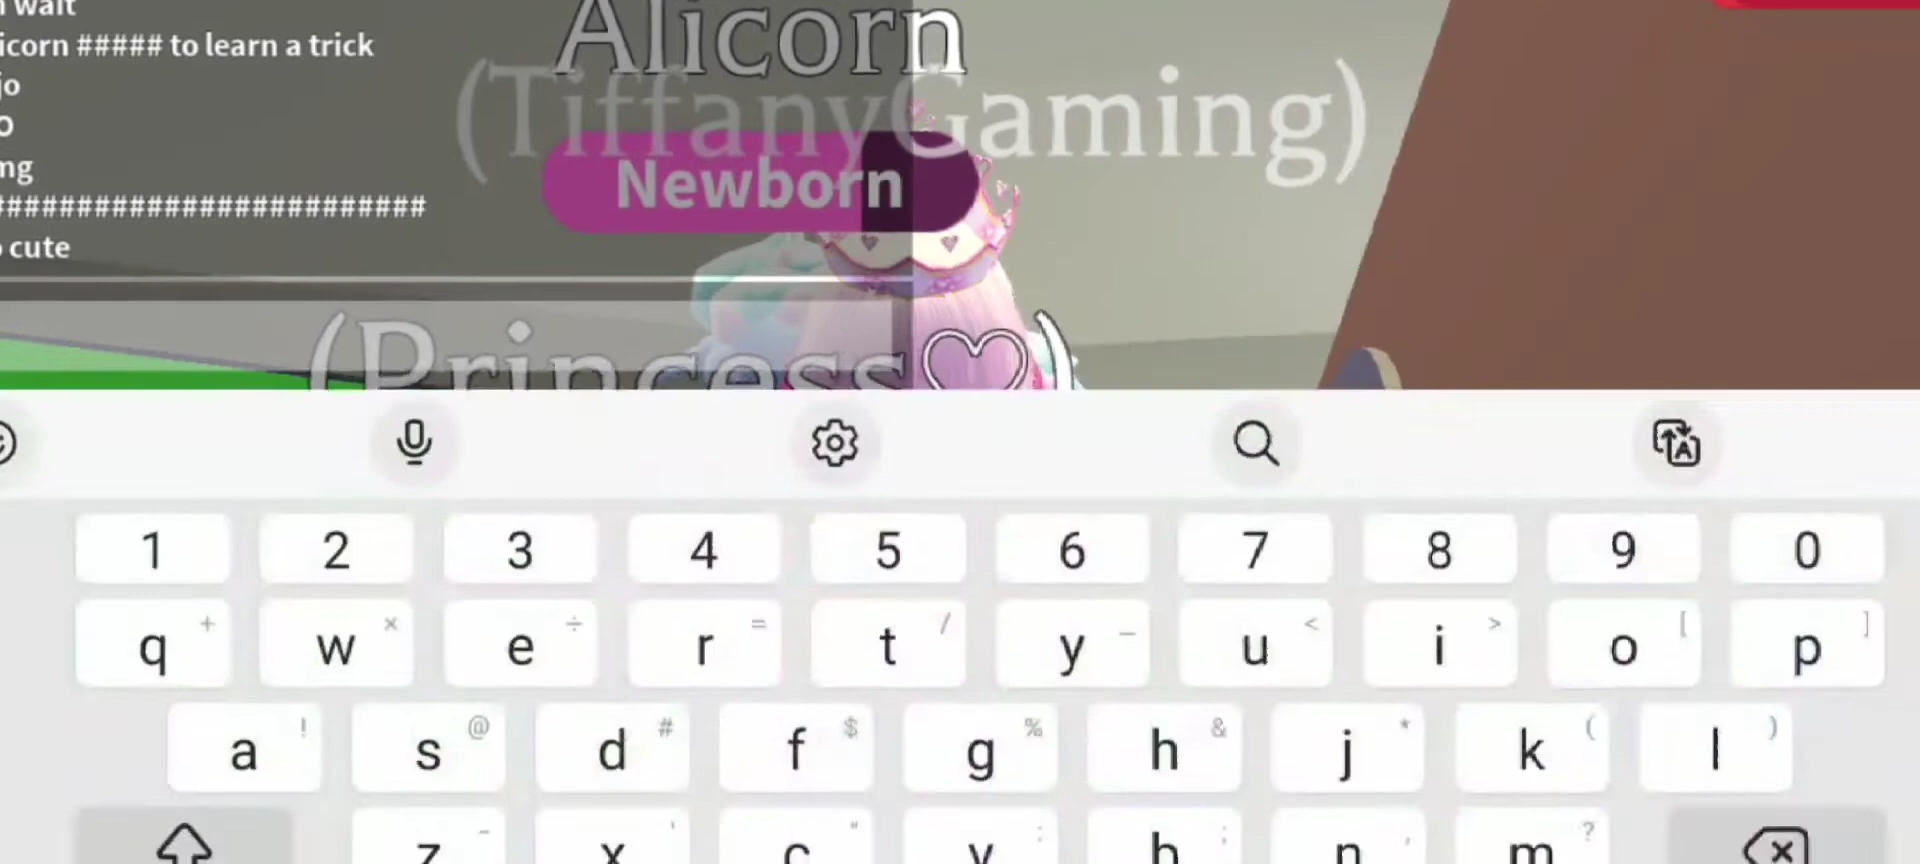 wait
icorn ##### to learn a trick
jo
o
mg
##########################
cute
Alicorn
(TiffanyGaming)
Newborn
(Princess♡)
1 2 3 4 5 6 7 8 9 0
q + w × e ÷ r = t / y _ u < i > o [ p ]
a ! s @ d # f $ g % h & j * k ( l )
z - x ' c " v : b ; n , m ?